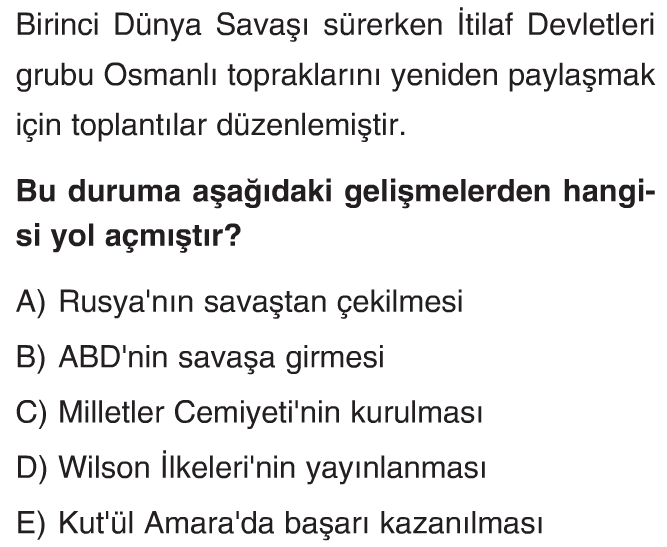 Birinci Dünya Savaşı sürerken İtilaf Devletleri
grubu Osmanlı topraklarını yeniden paylaşmak
için toplantılar düzenlemiştir.
Bu duruma aşağıdaki gelişmelerden hangi-
si yol açmıştır?
A) Rusya'nın savaştan çekilmesi
B) ABD'nin savaşa girmesi
C) Milletler Cemiyeti'nin kurulması
D) Wilson İlkeleri'nin yayınlanması
E) Kut'ül Amara'da başarı kazanılması